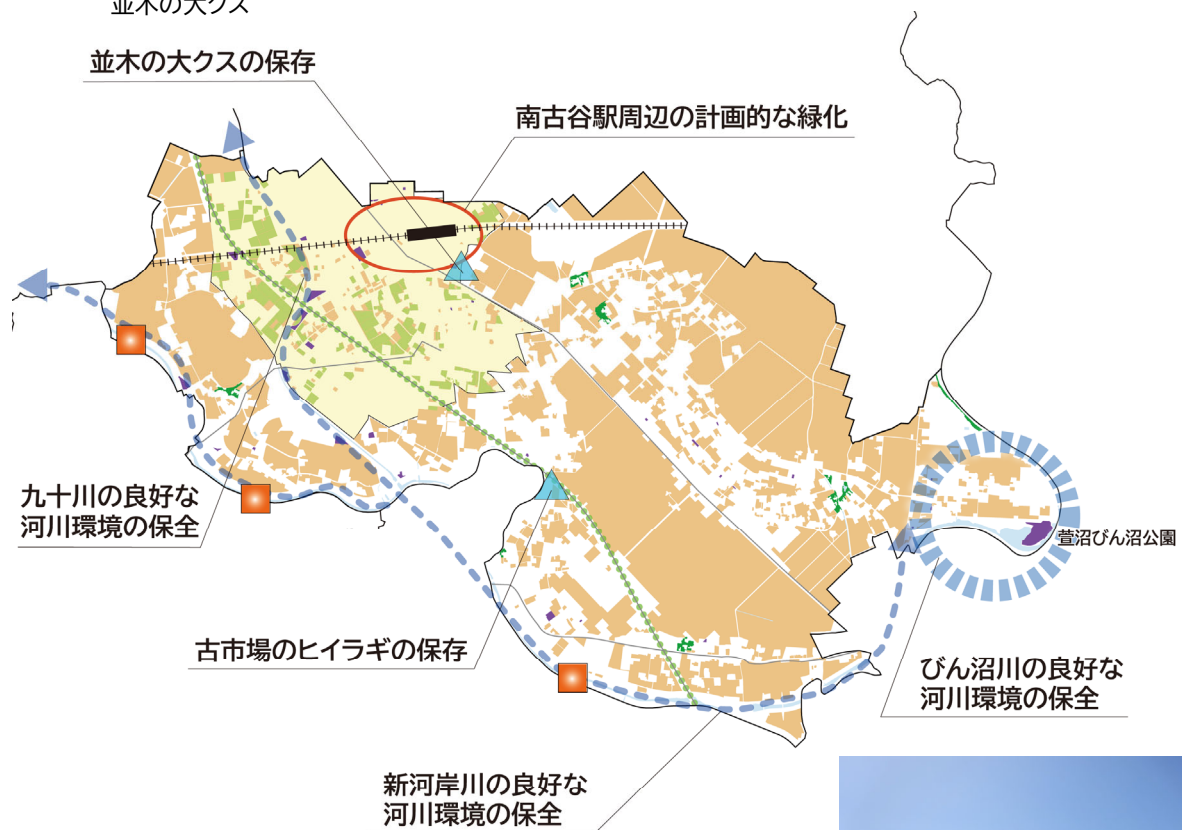 並木の大クス
並木の大クスの保存
南古谷駅周辺の計画的な緑化
九十川の良好な
河川環境の保全
萱沼びん沼公園
古市場のヒイラギの保存
びん沼川の良好な
河川環境の保全
新河岸川の良好な
河川環境の保全